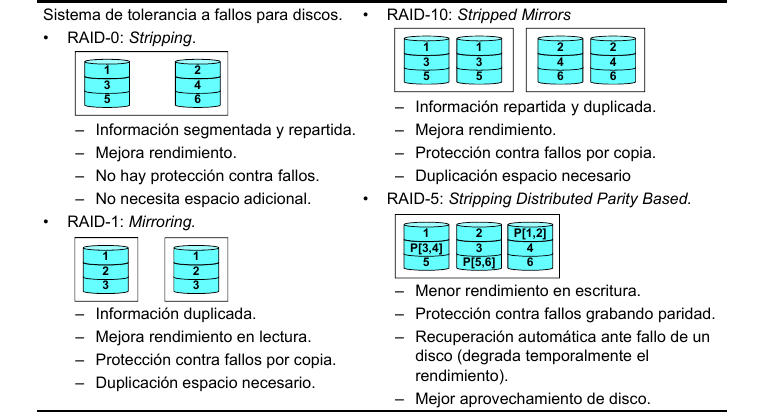 Sistema de tolerancia a fallos para discos.
• RAID-0: Stripping.
1 2
3 4
5 6
– Información segmentada y repartida.
– Mejora rendimiento.
– No hay protección contra fallos.
– No necesita espacio adicional.
• RAID-1: Mirroring.
1 1
2 2
3 3
– Información duplicada.
– Mejora rendimiento en lectura.
– Protección contra fallos por copia.
– Duplicación espacio necesario.
• RAID-10: Stripped Mirrors
1 1 2 2
3 3 4 4
5 5 6 6
– Información repartida y duplicada.
– Mejora rendimiento.
– Protección contra fallos por copia.
– Duplicación espacio necesario
• RAID-5: Stripping Distributed Parity Based.
1 2 P[1,2]
P[3,4] 3 4
5 P[5,6] 6
– Menor rendimiento en escritura.
– Protección contra fallos grabando paridad.
– Recuperación automática ante fallo de un
disco (degrada temporalmente el
rendimiento).
– Mejor aprovechamiento de disco.